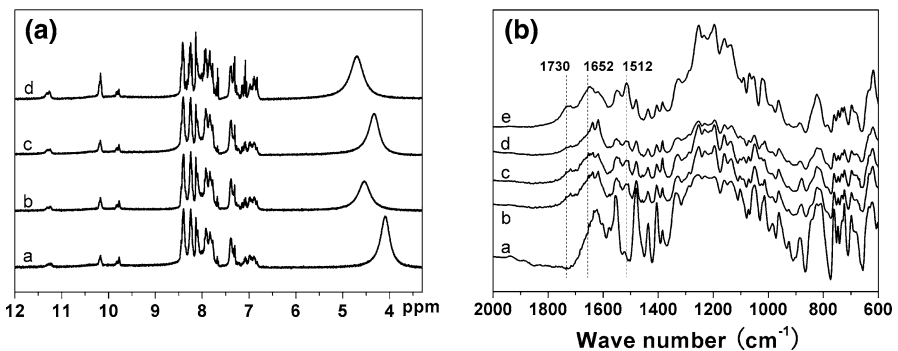 (a)
d
c
b
a
12 11 10 9 8 7 6 5 4 ppm
(b)
1730 1652 1512
e
d
c
b
a
2000 1800 1600 1400 1200 1000 800 600
Wave number (cm⁻¹)